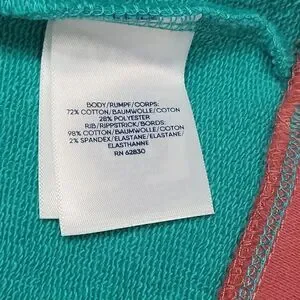 BODY/RUMPF/CORPS:
72% COTTON/BAUMWOLLE/COTON
28% POLYESTER
RIB/RIPPSTRICK/BORDS:
98% COTTON/BAUMWOLLE/COTON
2% SPANDEX/ELASTANE/ELASTAN/
ELASTHANNE
RN 62830